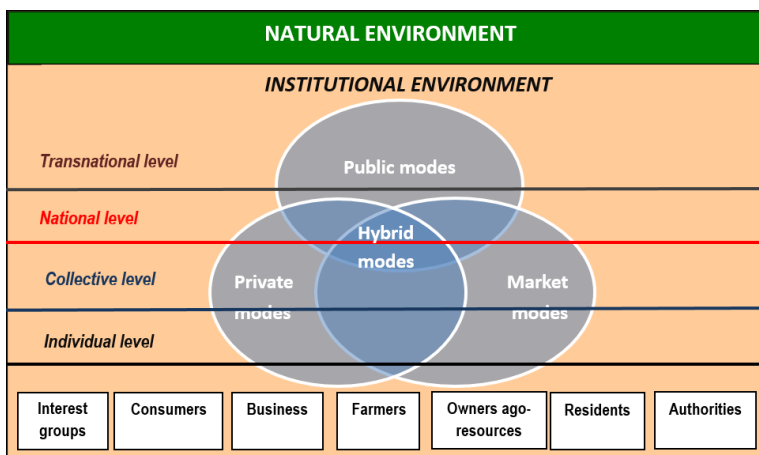 NATURAL ENVIRONMENT
INSTITUTIONAL ENVIRONMENT
Transnational level
Public modes
National level
Hybrid
modes
Collective level
Private
modes
Market
modes
Individual level
Interest
groups
Consumers
Business
Farmers
Owners ago-
resources
Residents
Authorities